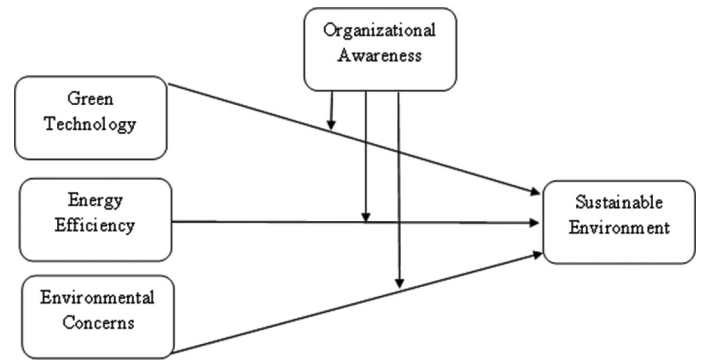 Organizational
Awareness
Green
Technology
Energy
Efficiency
Sustainable
Environment
Environmental
Concerns